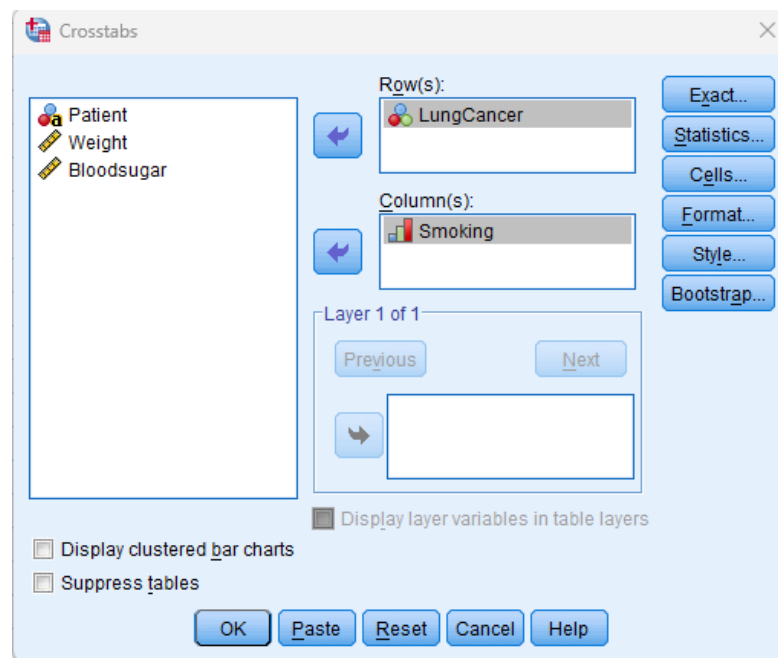 Crosstabs
Patient
Weight
Bloodsugar
Row(s):
LungCancer
Column(s):
Smoking
Layer 1 of 1
Previous
Next
Display layer variables in table layers
Exact...
Statistics...
Cells...
Format...
Style...
Bootstrap...
Display clustered bar charts
Suppress tables
OK
Paste
Reset
Cancel
Help